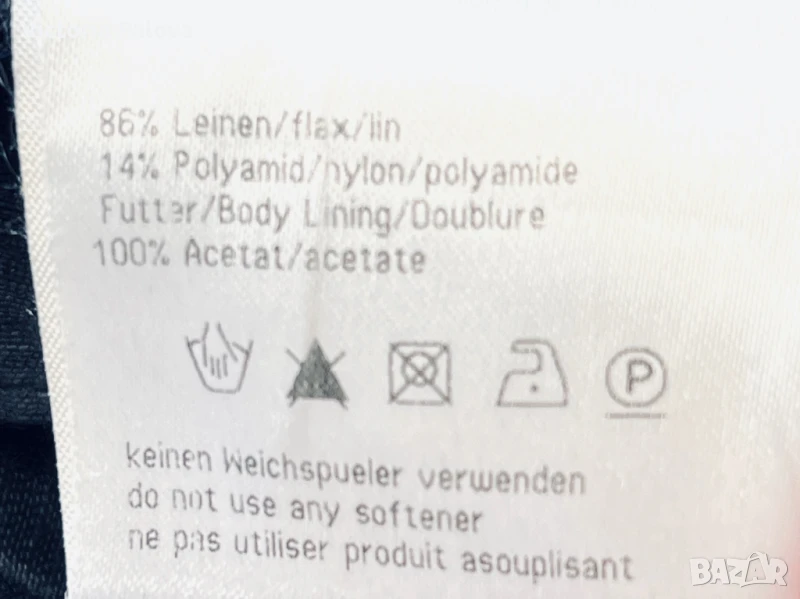 86% Leinen/flax/lin
14% Polyamid/nylon/polyamide
Futter/Body Lining/Doublure
100% Acetat/acetate
P
keinen Weichspueler verwenden
do not use any softener
ne pas utiliser produit asouplisant
BAZAR